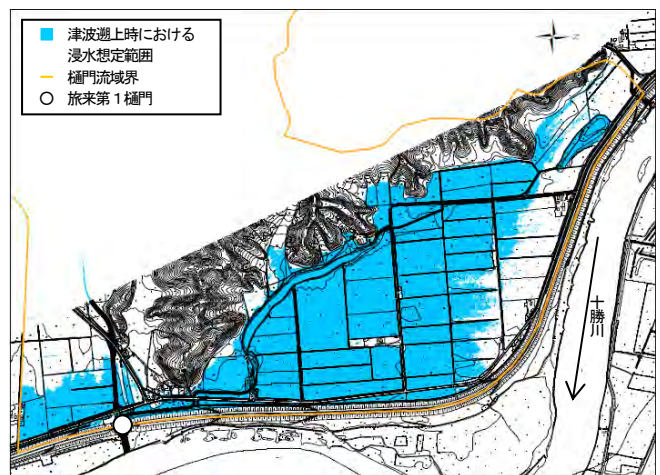 津波遡上時における
浸水想定範囲
樋門流域界
旅来第1樋門
N
十勝川